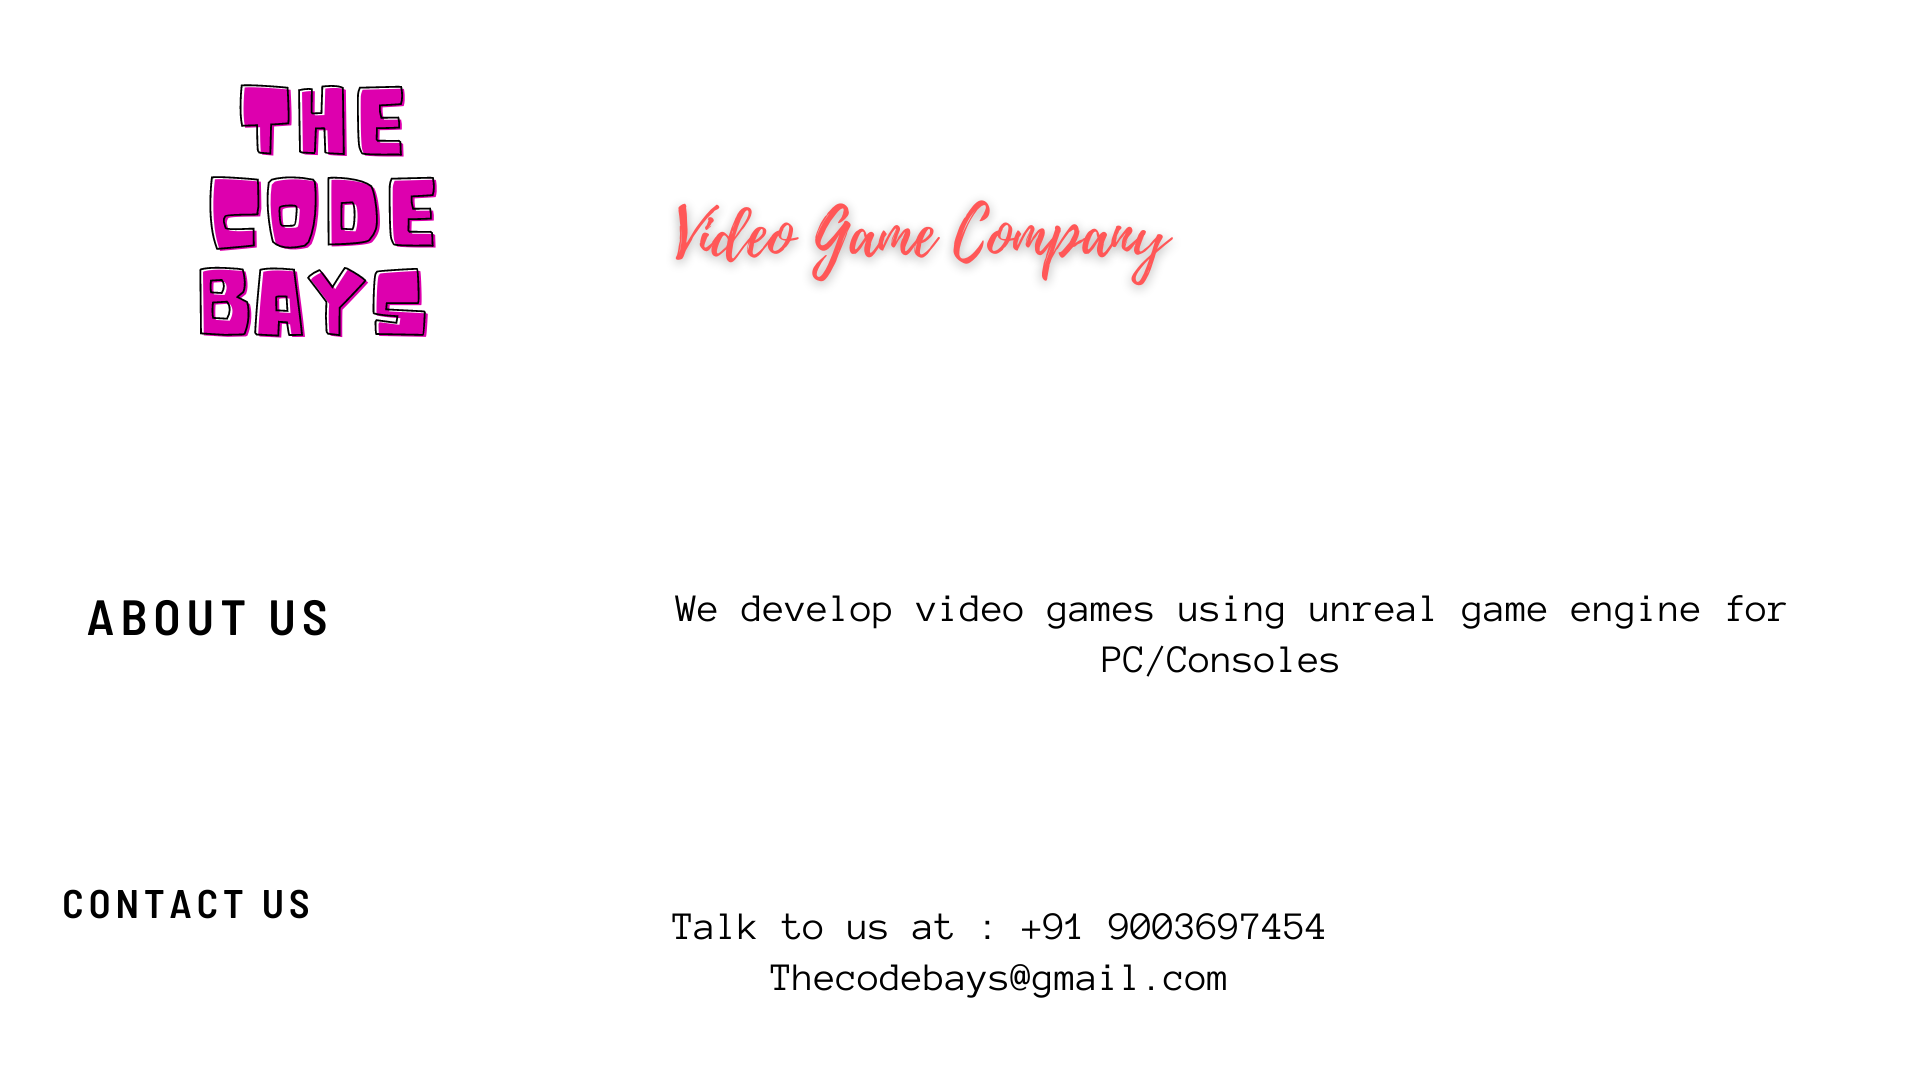 THE
CODE
BAYS
Video Game Company
ABOUT US
We develop video games using unreal game engine for
PC/Consoles
CONTACT US
Talk to us at : +91 9003697454
Thecodebays@gmail.com